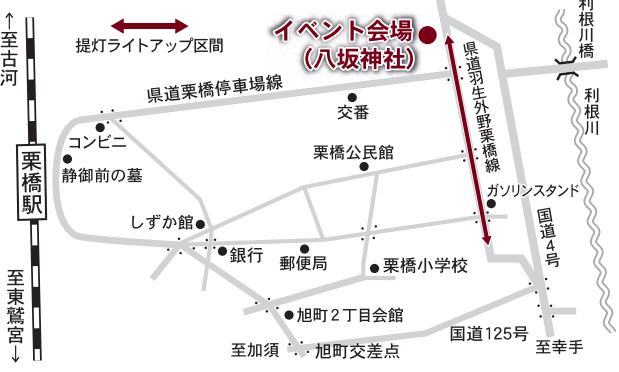 ↑至古河
提灯ライトアップ区間
イベント会場
（八坂神社）
利根川橋
利根川
県道栗橋停車場線
県道羽生外野栗橋線
交番
コンビニ
栗橋駅
静御前の墓
栗橋公民館
ガソリンスタンド
しずか館
銀行
郵便局
栗橋小学校
国道4号
至東鷲宮↓
旭町２丁目会館
至加須
旭町交差点
国道125号
至幸手